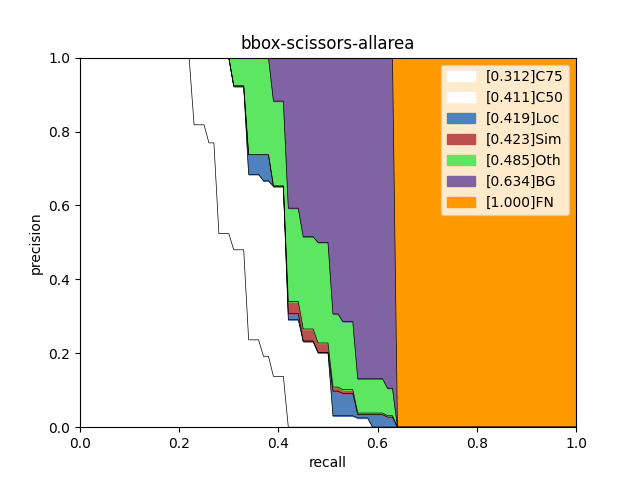 bbox-scissors-allarea
1.0
0.8
0.6
0.4
0.2
0.0
precision
[0.312]C75
[0.411]C50
[0.419]Loc
[0.423]Sim
[0.485]Oth
[0.634]BG
[1.000]FN
0.0 0.2 0.4 0.6 0.8 1.0
recall